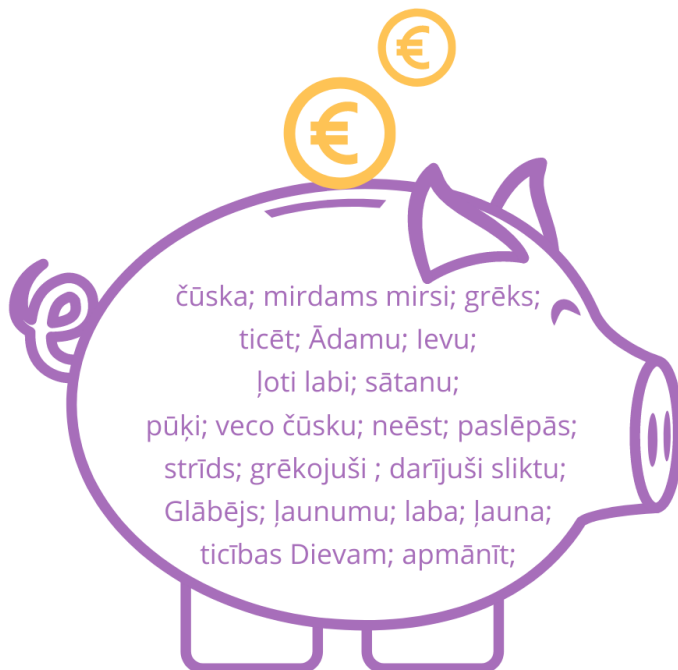 €
€
čūska; mirdams mirsi; grēks;
ticēt; Ādamu; Ievu;
ļoti labi; sātanu;
pūķi; veco čūsku; neēst; paslēpās;
strīds; grēkojuši ; darījuši sliktu;
Glābējs; ļaunumu; laba; ļauna;
ticības Dievam; apmānīt;